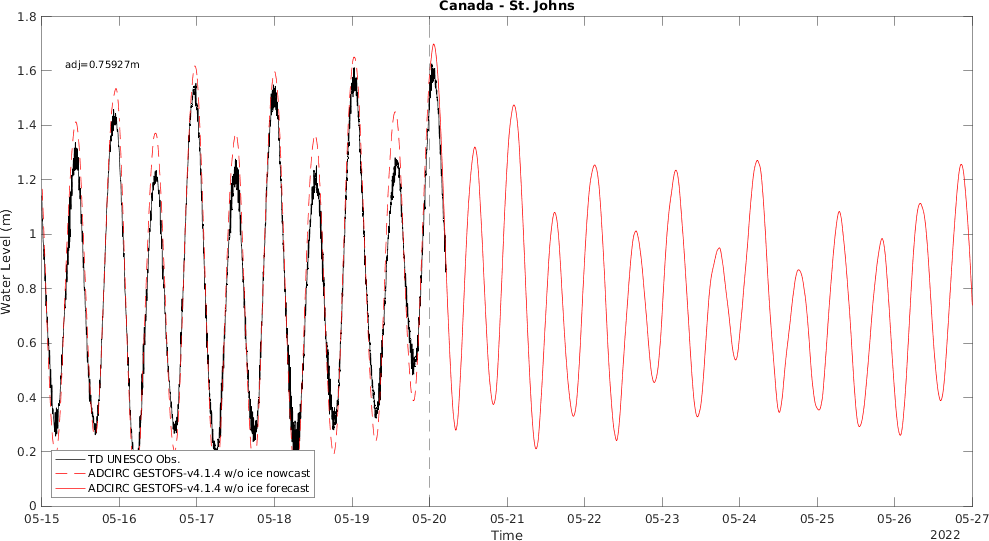 Canada - St. Johns
1.8
adj=0.75927m
1.6
1.4
1.2
1
0.8
0.6
0.4
0.2
0
Water Level (m)
TD UNESCO Obs.
ADCIRC GESTOFS-v4.1.4 w/o ice nowcast
ADCIRC GESTOFS-v4.1.4 w/o ice forecast
05-15 05-16 05-17 05-18 05-19 05-20 05-21 05-22 05-23 05-24 05-25 05-26 05-27
Time
2022